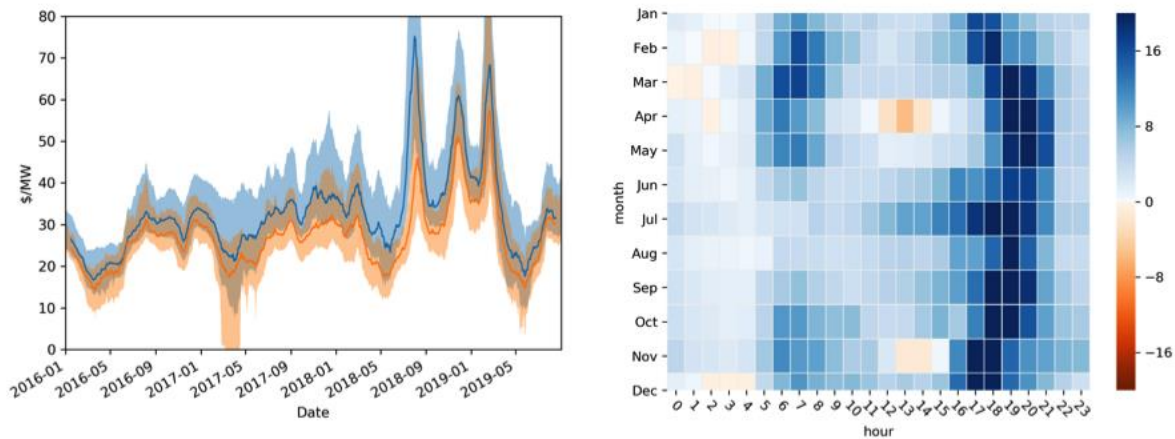 80
70
60
50
40
30
20
10
0
$/MW
2016-01
2016-05
2016-09
2017-01
2017-05
2017-09
2018-01
2018-05
2018-09
2019-01
2019-05
Date
Jan
Feb
Mar
Apr
May
Jun
Jul
Aug
Sep
Oct
Nov
Dec
month
0 1 2 3 4 5 6 7 8 9 10 11 12 13 14 15 16 17 18 19 20 21 22 23
hour
16
8
0
−8
−16